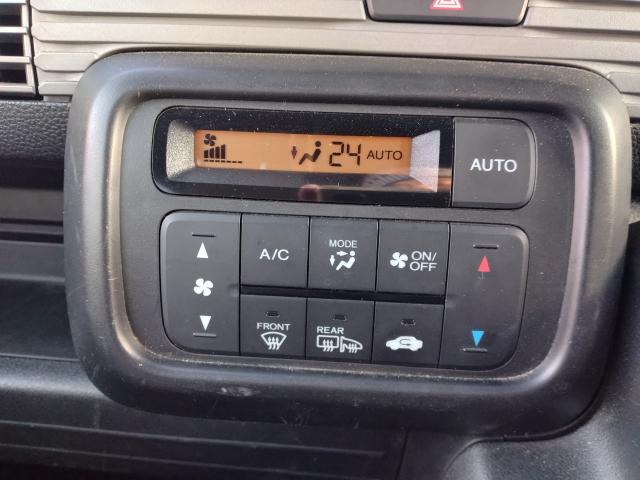 24 AUTO
AUTO
A/C
MODE
ON/
OFF
FRONT
REAR